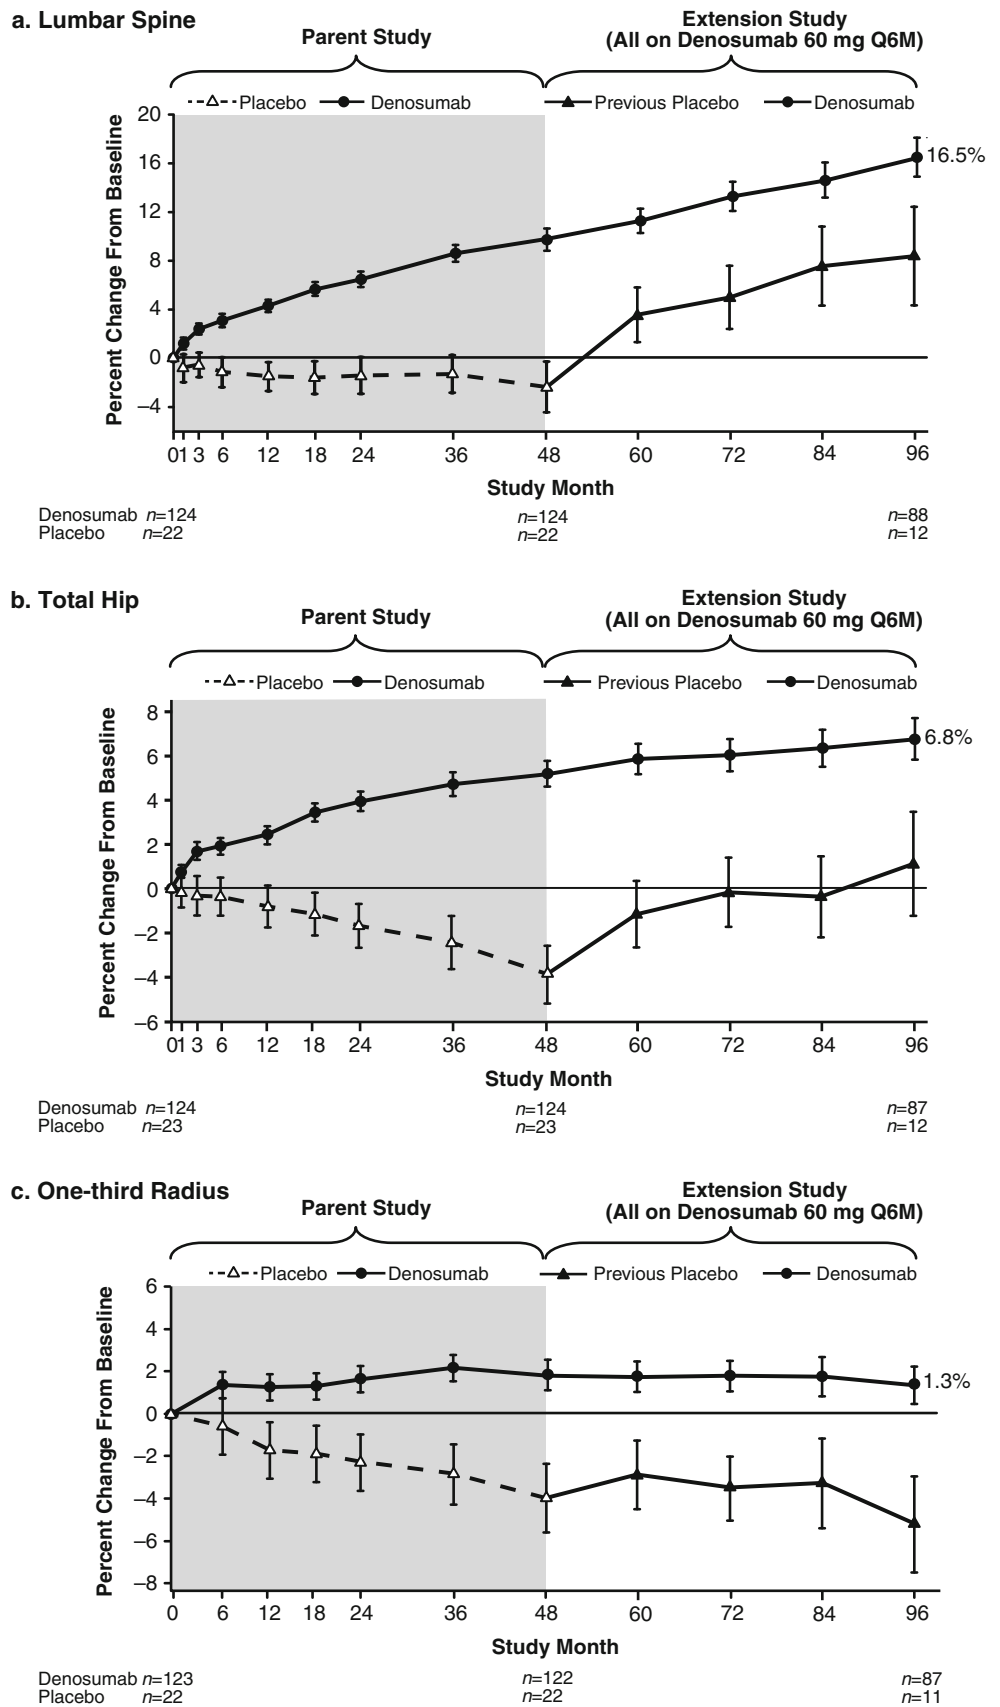 a. Lumbar Spine
Parent Study
Extension Study
(All on Denosumab 60 mg Q6M)
Placebo Denosumab Previous Placebo Denosumab
Percent Change From Baseline
20
16
12
8
4
0
–4
16.5%
0 1 3 6 12 18 24 36 48 60 72 84 96
Study Month
Denosumab n=124 n=124 n=88
Placebo n=22 n=22 n=12
b. Total Hip
Parent Study
Extension Study
(All on Denosumab 60 mg Q6M)
Placebo Denosumab Previous Placebo Denosumab
Percent Change From Baseline
8
6
4
2
0
–2
–4
–6
6.8%
0 1 3 6 12 18 24 36 48 60 72 84 96
Study Month
Denosumab n=124 n=124 n=87
Placebo n=23 n=23 n=12
c. One-third Radius
Parent Study
Extension Study
(All on Denosumab 60 mg Q6M)
Placebo Denosumab Previous Placebo Denosumab
Percent Change From Baseline
6
4
2
0
–2
–4
–6
–8
1.3%
0 6 12 18 24 36 48 60 72 84 96
Study Month
Denosumab n=123 n=122 n=87
Placebo n=22 n=22 n=11